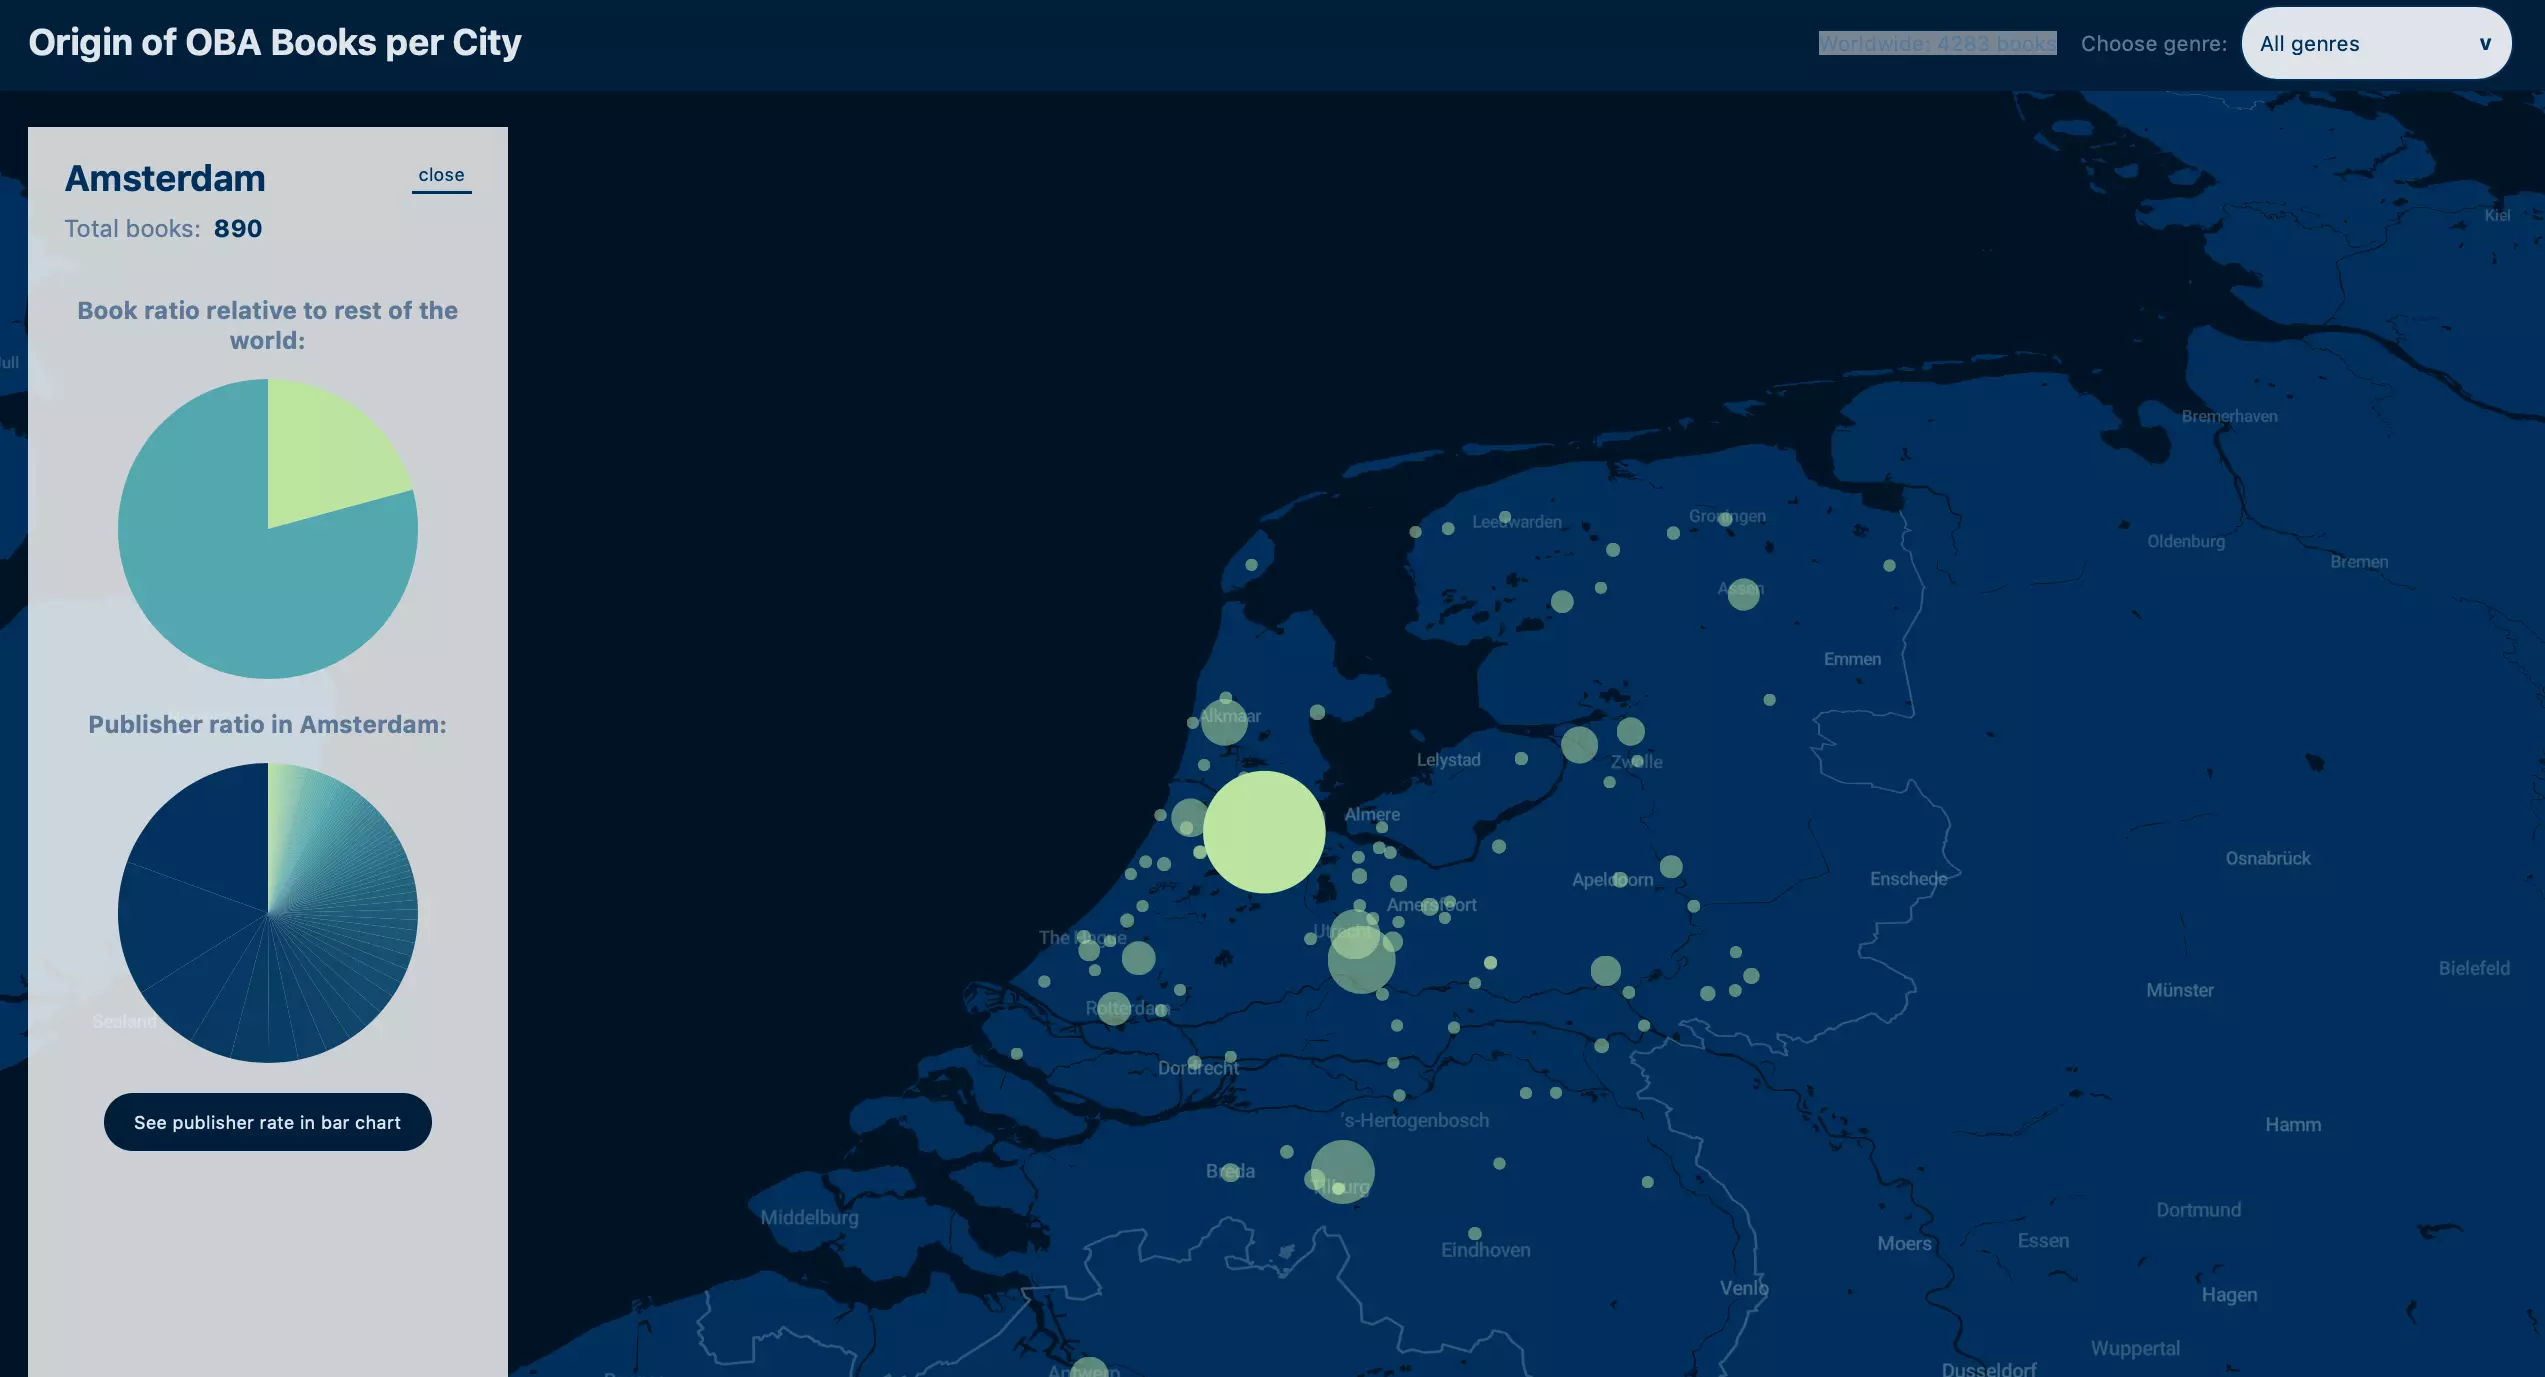 Origin of OBA Books per City
Worldwide: 4283 books
Choose genre:
All genres
v
Amsterdam
close
Total books: 890
Book ratio relative to rest of the
world:
Publisher ratio in Amsterdam:
Sealand
See publisher rate in bar chart
Kiel
Bremerhaven
Leeuwarden
Groningen
Oldenburg
Bremen
Assen
Emmen
Alkmaar
Lelystad
Zwolle
Almere
Osnabrück
Apeldoorn
Enschede
Amersfoort
Utrecht
The Hague
Bielefeld
Münster
Rotterdam
Dordrecht
's-Hertogenbosch
Hamm
Breda
Tilburg
Middelburg
Dortmund
Essen
Moers
Eindhoven
Venlo
Hagen
Wuppertal
Antwerp
Dusseldorf